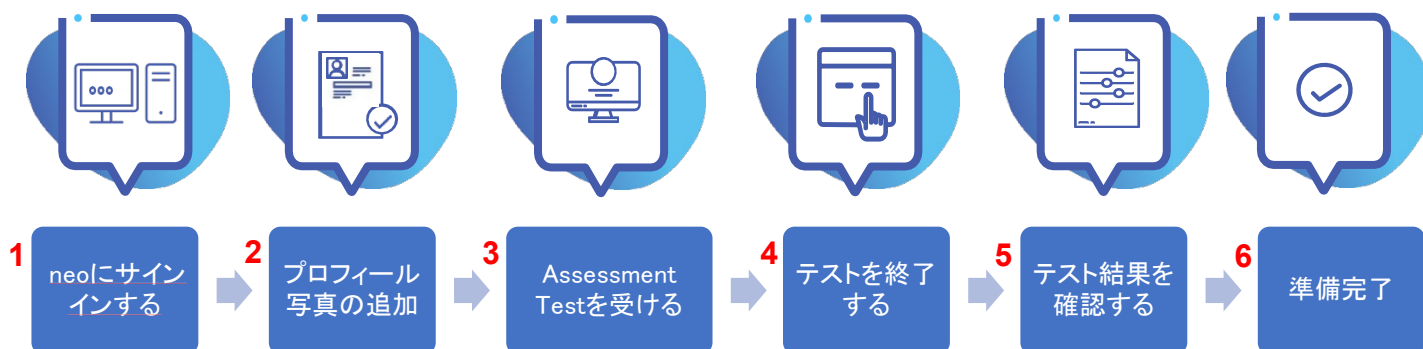 1
neoにサイン
インする
2
プロフィール
写真の追加
3
Assessment
Testを受ける
4
テストを終了
する
5
テスト結果を
確認する
6
準備完了